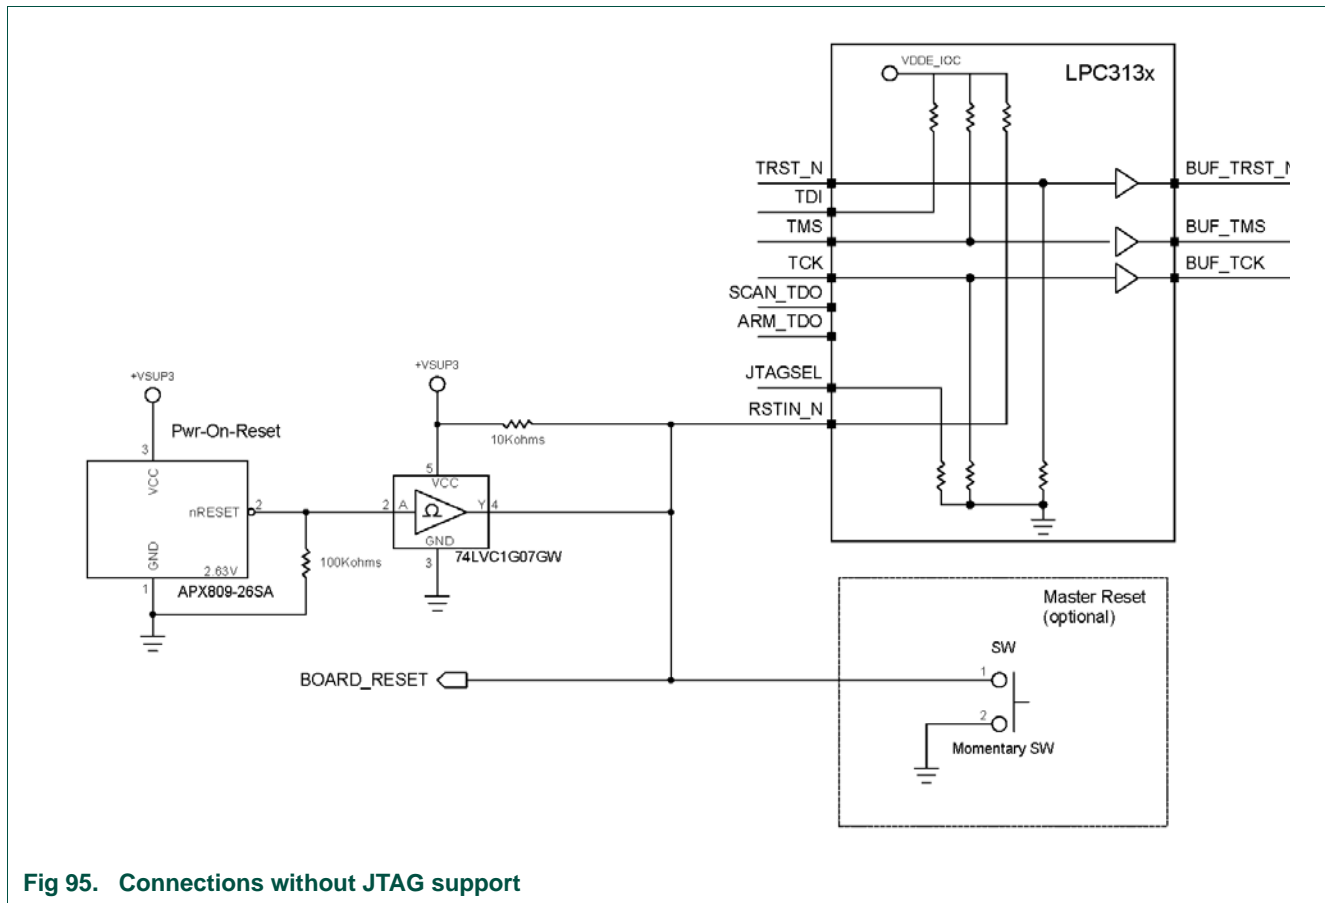 VDDE_IOC
LPC313x
TRST_N
BUF_TRST_N
TDI
TMS
BUF_TMS
TCK
BUF_TCK
SCAN_TDO
ARM_TDO
JTAGSEL
RSTIN_N
+VSUP3
+VSUP3
Pwr-On-Reset
10Kohms
3
VCC
5
VCC
nRESET
2
2
A
Y
4
GND
GND
100Kohms
3
74LVC1G07GW
2.63V
1
APX809-26SA
Master Reset
(optional)
SW
BOARD_RESET
1
2
Momentary SW
Fig 95. Connections without JTAG support